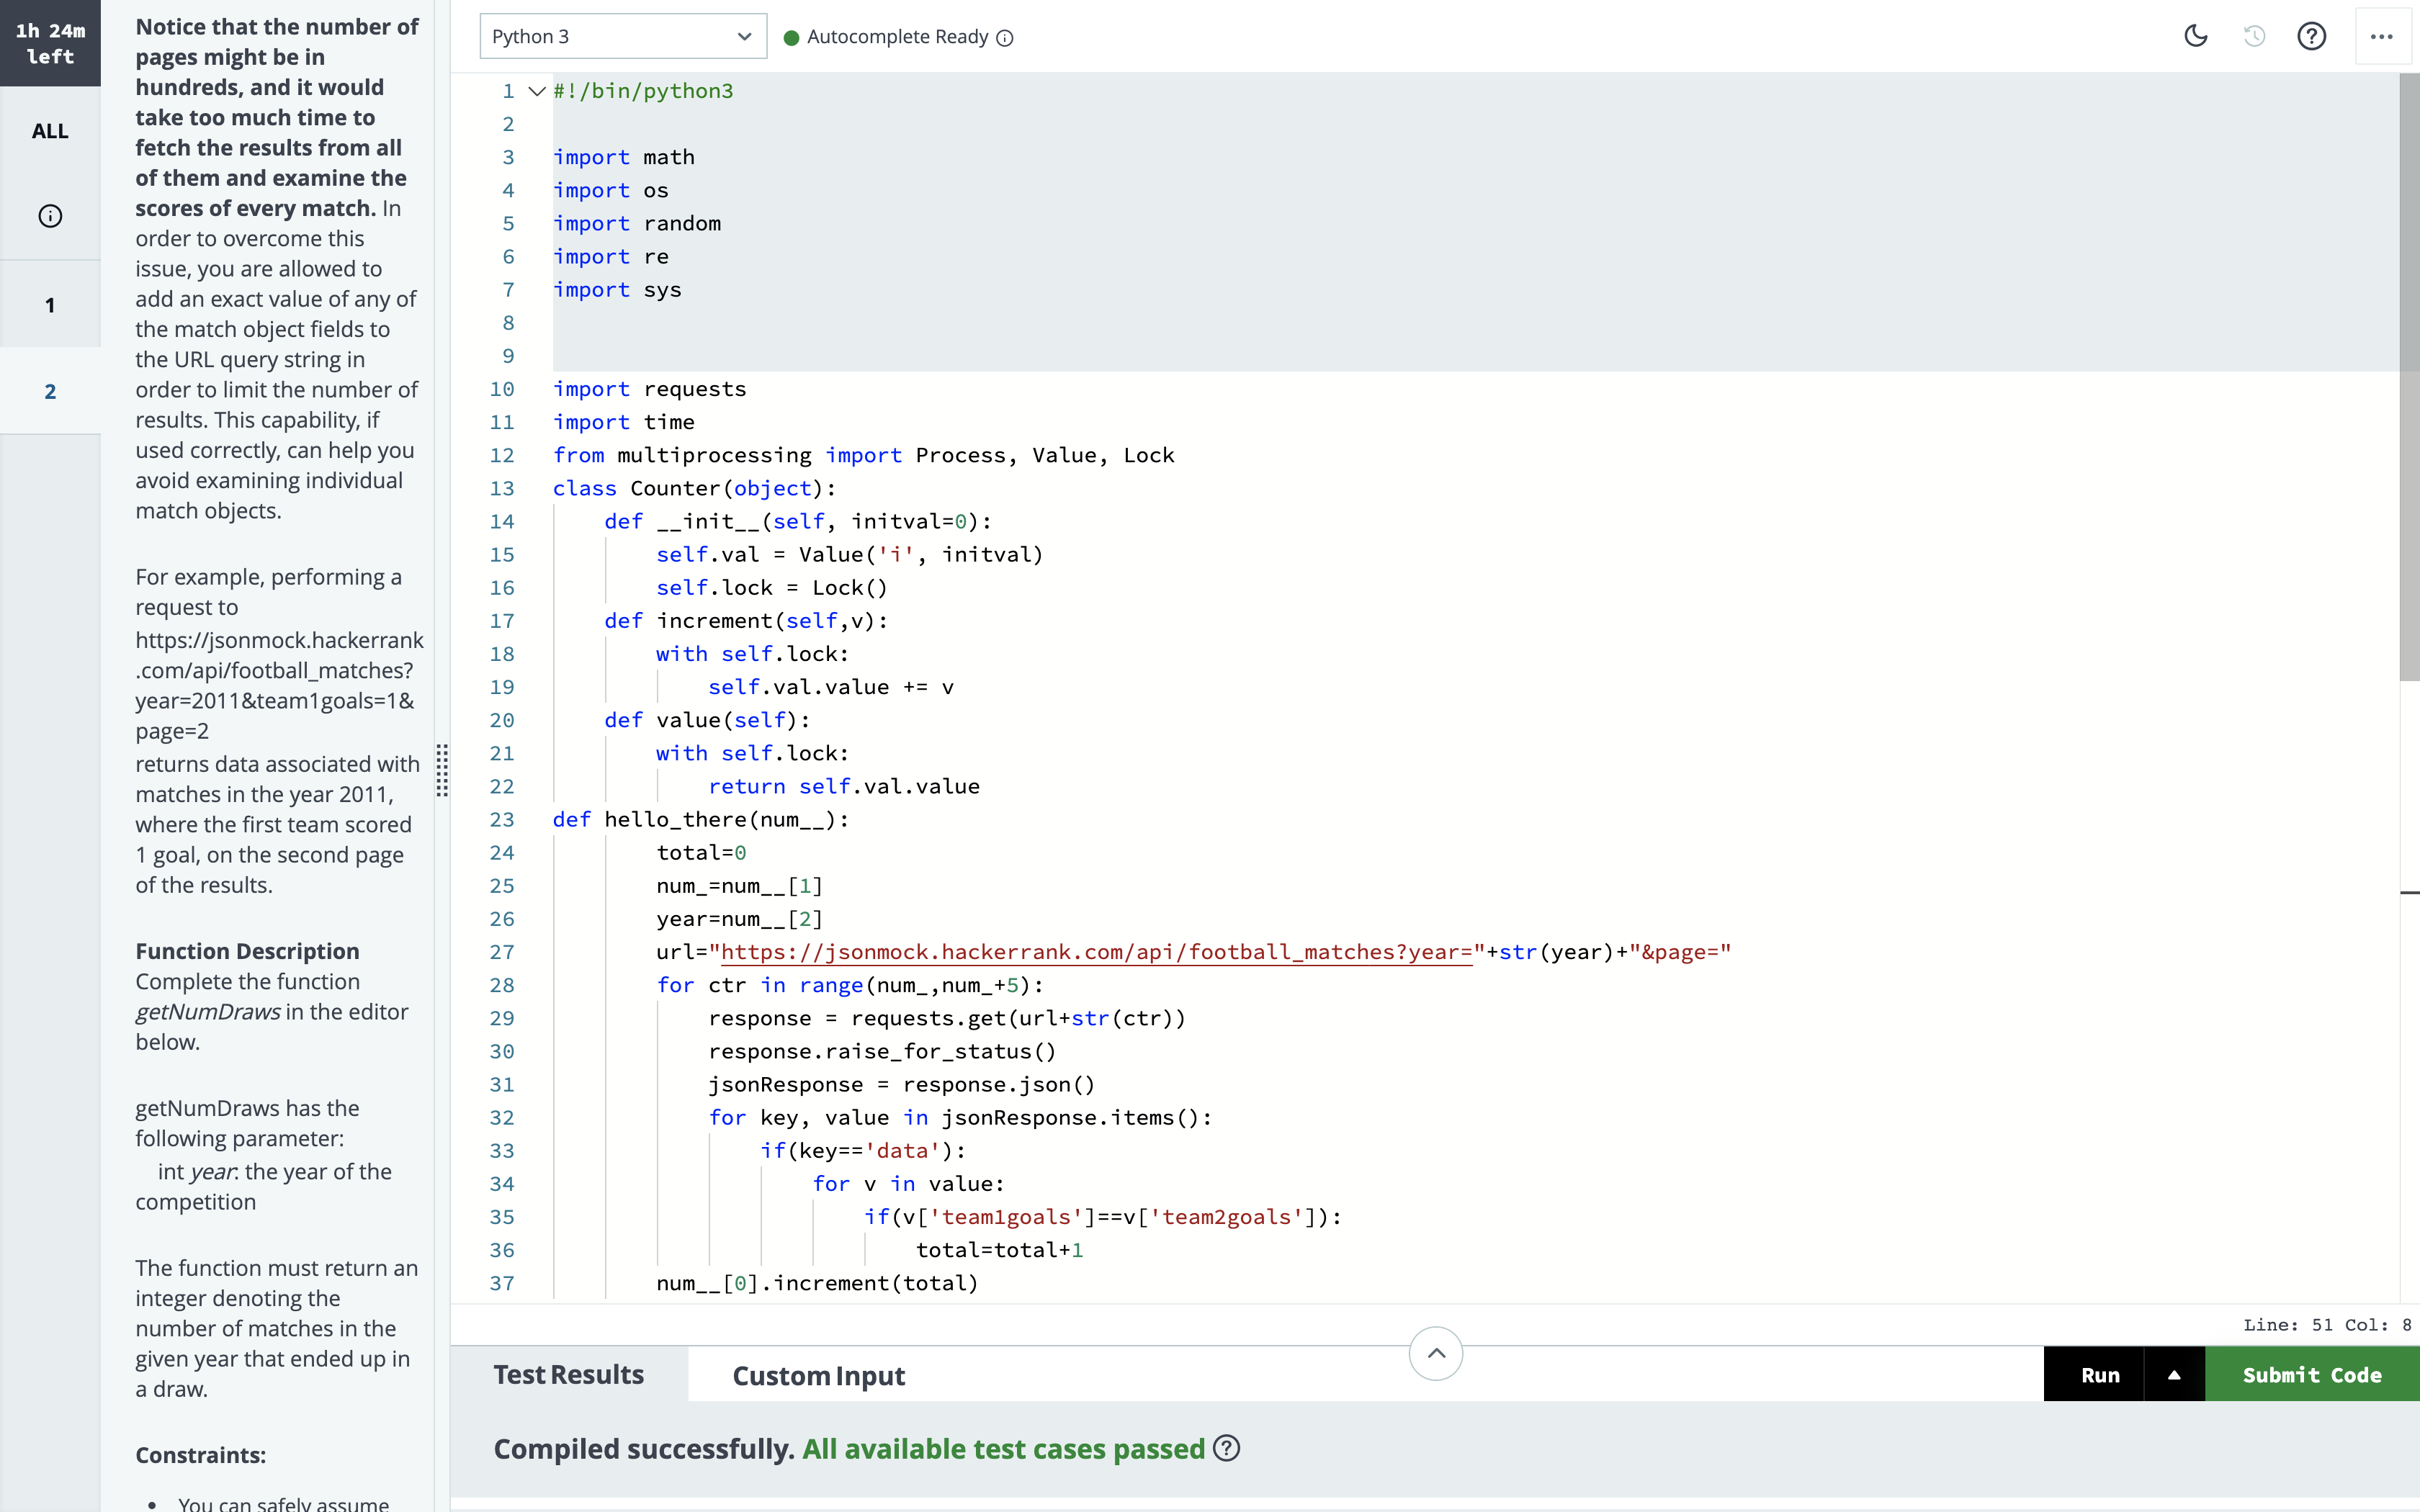 1h 24m
left
ALL
1
2
Notice that the number of
pages might be in
hundreds, and it would
take too much time to
fetch the results from all
of them and examine the
scores of every match. In
order to overcome this
issue, you are allowed to
add an exact value of any of
the match object fields to
the URL query string in
order to limit the number of
results. This capability, if
used correctly, can help you
avoid examining individual
match objects.
For example, performing a
request to
https://jsonmock.hackerrank
.com/api/football_matches?
year=2011&team1goals=1&
page=2
returns data associated with
matches in the year 2011,
where the first team scored
1 goal, on the second page
of the results.
Function Description
Complete the function
getNumDraws in the editor
below.
getNumDraws has the
following parameter:
int year: the year of the
competition
The function must return an
integer denoting the
number of matches in the
given year that ended up in
a draw.
Constraints:
• You can safely assume
Python 3
Autocomplete Ready
1 #!/bin/python3
2
3 import math
4 import os
5 import random
6 import re
7 import sys
8
9
10 import requests
11 import time
12 from multiprocessing import Process, Value, Lock
13 class Counter(object):
14     def __init__(self, initval=0):
15         self.val = Value('i', initval)
16         self.lock = Lock()
17     def increment(self,v):
18         with self.lock:
19             self.val.value += v
20     def value(self):
21         with self.lock:
22             return self.val.value
23 def hello_there(num__):
24         total=0
25         num_=num__[1]
26         year=num__[2]
27         url="https://jsonmock.hackerrank.com/api/football_matches?year="+str(year)+"&page="
28         for ctr in range(num_,num_+5):
29             response = requests.get(url+str(ctr))
30             response.raise_for_status()
31             jsonResponse = response.json()
32             for key, value in jsonResponse.items():
33                 if(key=='data'):
34                     for v in value:
35                         if(v['team1goals']==v['team2goals']):
36                             total=total+1
37         num__[0].increment(total)
Line: 51 Col: 8
Test Results
Custom Input
Run
Submit Code
Compiled successfully. All available test cases passed